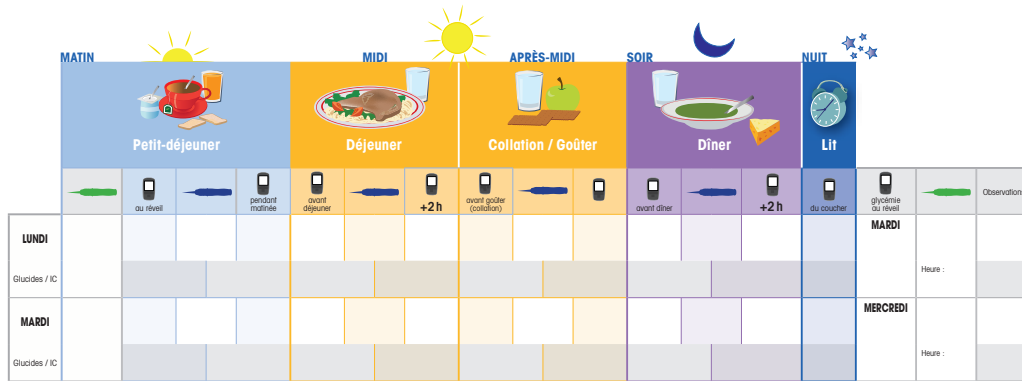 MATIN
MIDI
APRÈS-MIDI
SOIR
NUIT
Petit-déjeuner
Déjeuner
Collation / Goûter
Dîner
Lit
au réveil
pendant
matinée
avant
déjeuner
+2 h
avant goûter
(collation)
avant dîner
+2 h
du coucher
glycémie
au réveil
Observations
LUNDI
MARDI
Glucides / IC
Heure :
MARDI
MERCREDI
Glucides / IC
Heure :